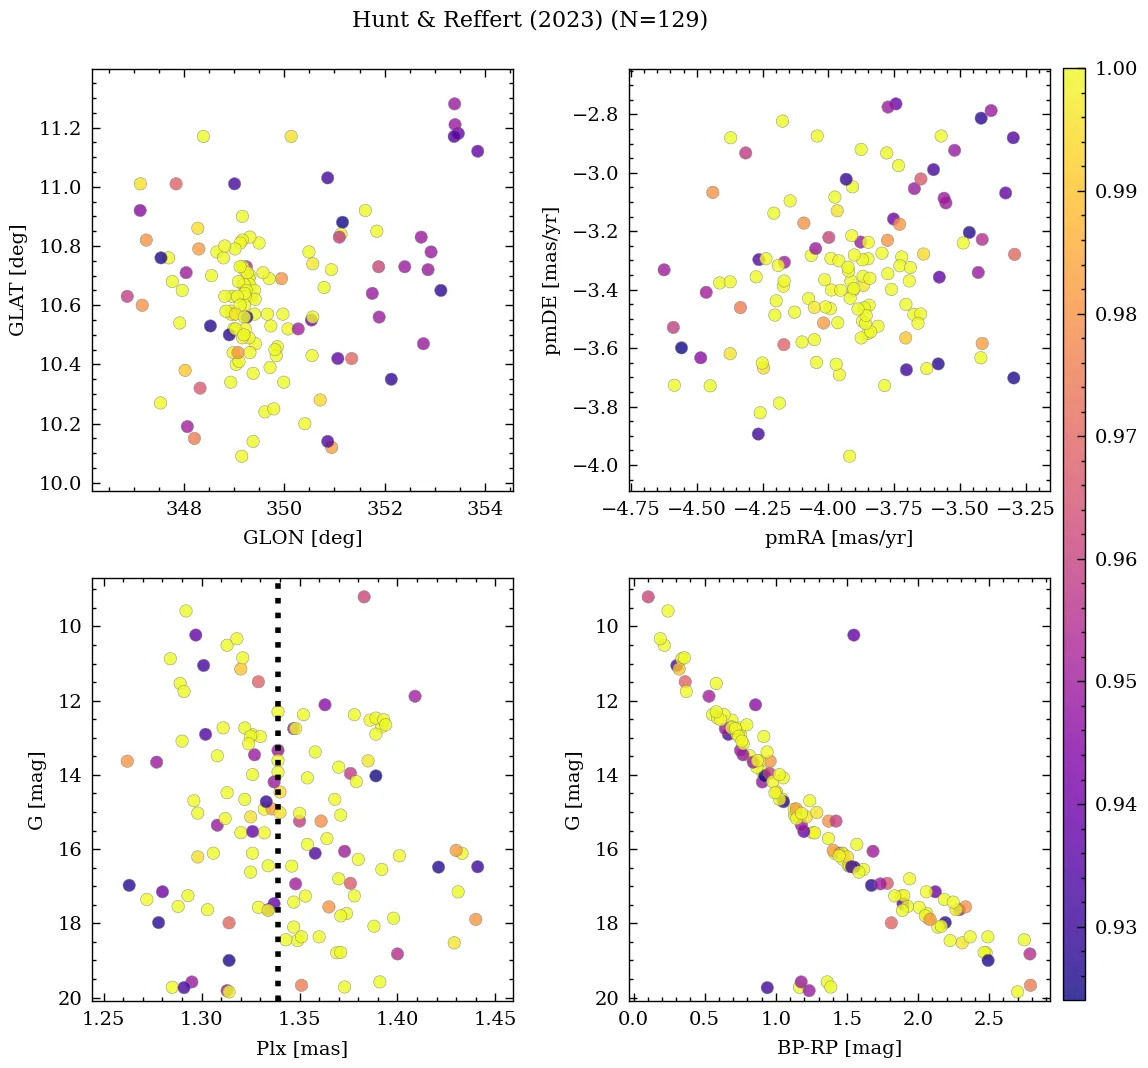 Hunt & Reffert (2023) (N=129)
11.2
11.0
10.8
10.6
10.4
10.2
10.0
GLAT [deg]
348 350 352 354
GLON [deg]
−2.8
−3.0
−3.2
−3.4
−3.6
−3.8
−4.0
pmDE [mas/yr]
−4.75 −4.50 −4.25 −4.00 −3.75 −3.50 −3.25
pmRA [mas/yr]
10
12
14
16
18
20
G [mag]
1.25 1.30 1.35 1.40 1.45
Plx [mas]
10
12
14
16
18
20
G [mag]
0.0 0.5 1.0 1.5 2.0 2.5
BP-RP [mag]
1.00
0.99
0.98
0.97
0.96
0.95
0.94
0.93